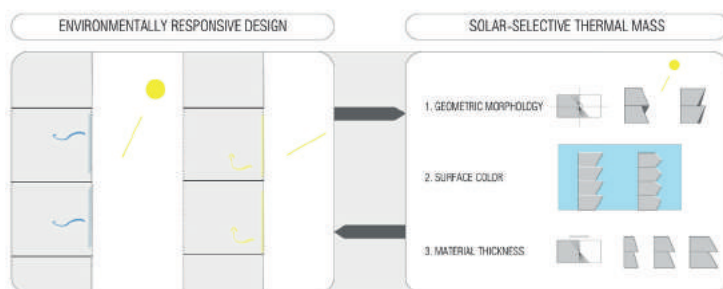 ENVIRONMENTALLY RESPONSIVE DESIGN
SOLAR-SELECTIVE THERMAL MASS
1. GEOMETRIC MORPHOLOGY
2. SURFACE COLOR
3. MATERIAL THICKNESS